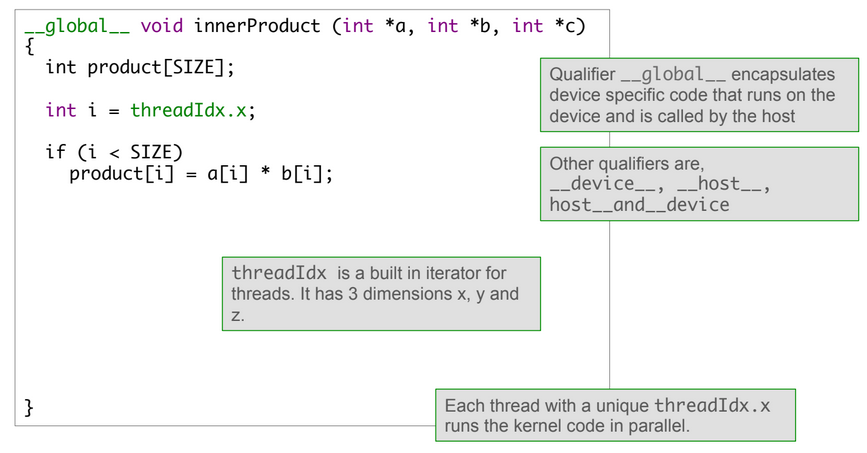 __global__ void innerProduct (int *a, int *b, int *c)
{
int product[SIZE];
int i = threadIdx.x;
if (i < SIZE)
product[i] = a[i] * b[i];
Qualifier __global__ encapsulates
device specific code that runs on the
device and is called by the host
Other qualifiers are,
__device__, __host__,
host__and__device
threadIdx is a built in iterator for
threads. It has 3 dimensions x, y and
z.
}
Each thread with a unique threadIdx.x
runs the kernel code in parallel.